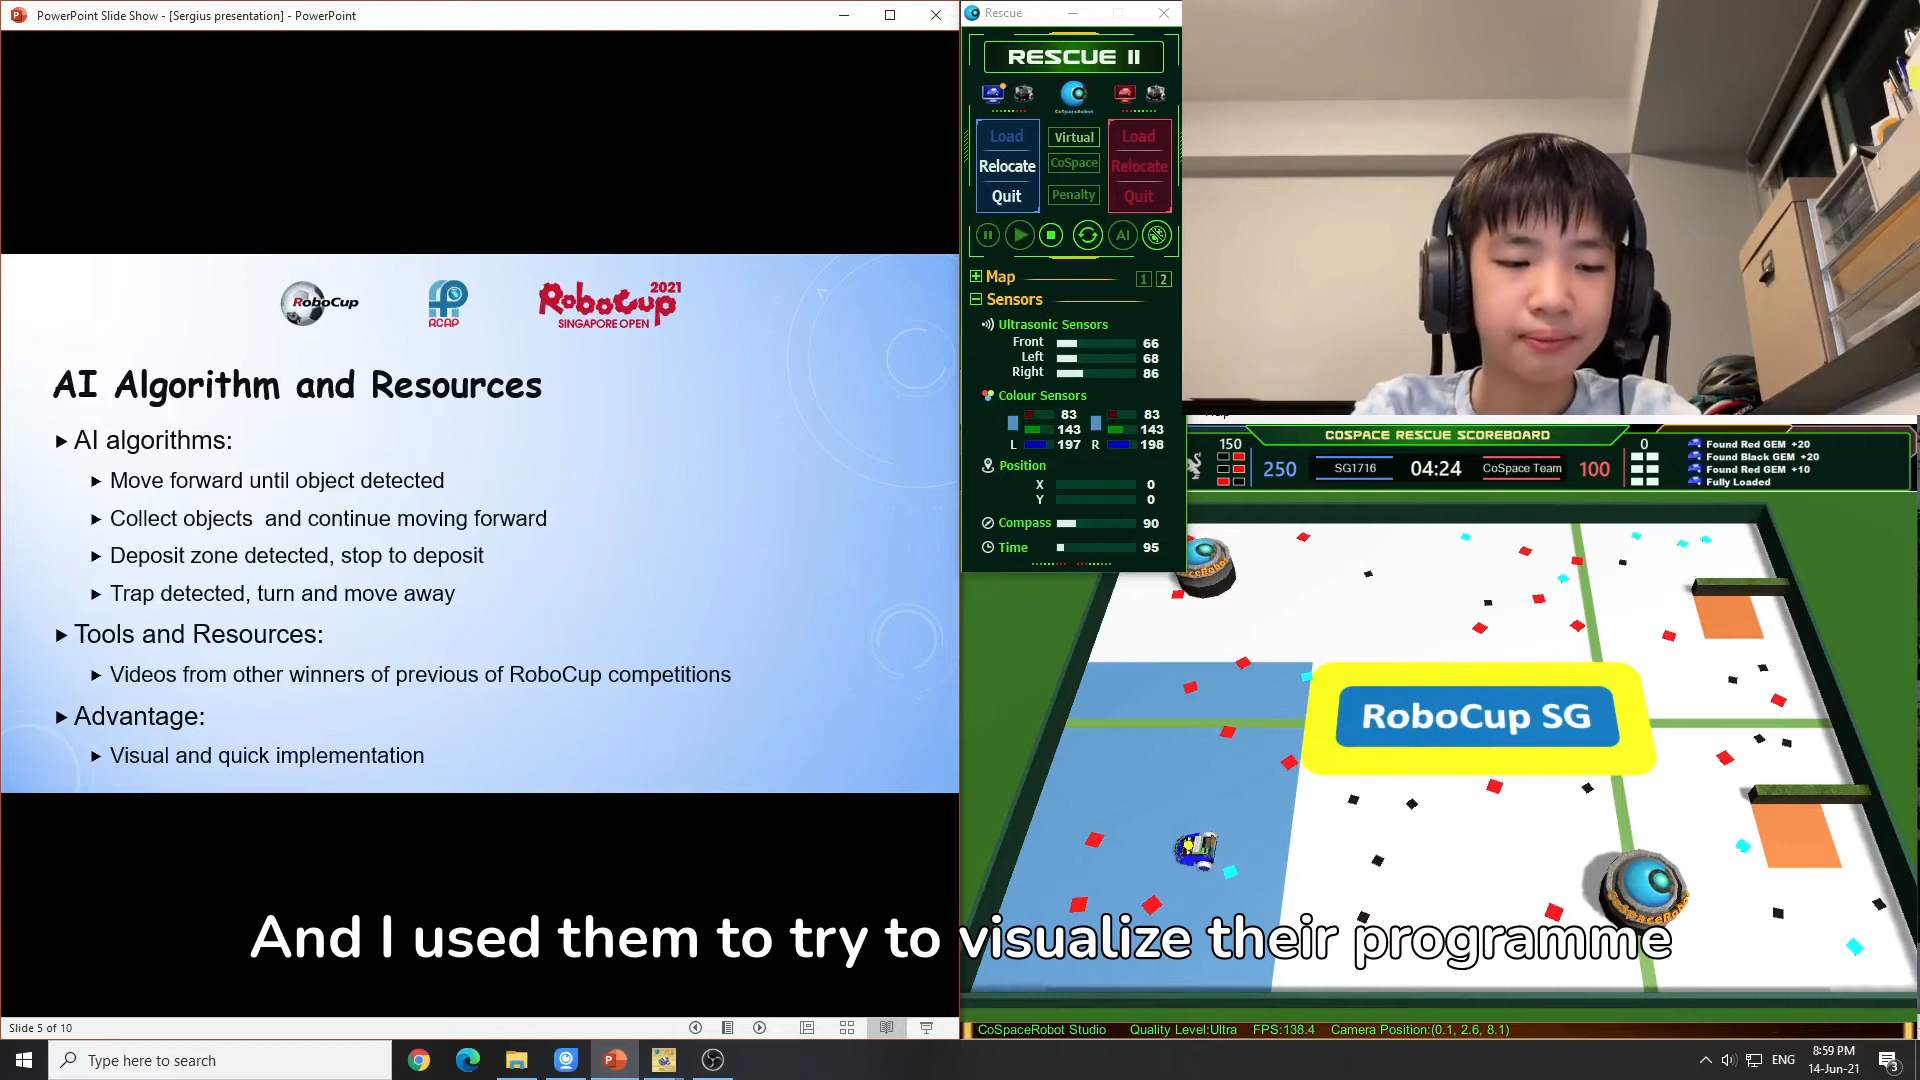 PowerPoint Slide Show - [Sergius presentation] - PowerPoint
RoboCup
RCAP
RoboCup 2021
SINGAPORE OPEN
AI Algorithm and Resources
AI algorithms:
Move forward until object detected
Collect objects and continue moving forward
Deposit zone detected, stop to deposit
Trap detected, turn and move away
Tools and Resources:
Videos from other winners of previous of RoboCup competitions
Advantage:
Visual and quick implementation
Slide 5 of 10
Rescue
RESCUE II
CoSpaceRobot
Load Virtual Load
Relocate CoSpace Relocate
Quit Penalty Quit
AI
Map 1 2
Sensors
Ultrasonic Sensors
Front 66
Left 68
Right 86
Colour Sensors
83 83
143 143
L 197 R 198
Position
X 0
Y 0
Compass 90
Time 95
COSPACE RESCUE SCOREBOARD
150 250 SG1716 04:24 CoSpace Team 100 0
Found Red GEM +20
Found Black GEM +20
Found Red GEM +10
Fully Loaded
RoboCup SG
CoSpaceRobot
And I used them to try to visualize their programme
CoSpaceRobot Studio Quality Level:Ultra FPS:138.4 Camera Position:(0.1, 2.6, 8.1)
Type here to search
ENG
8:59 PM
14-Jun-21
3